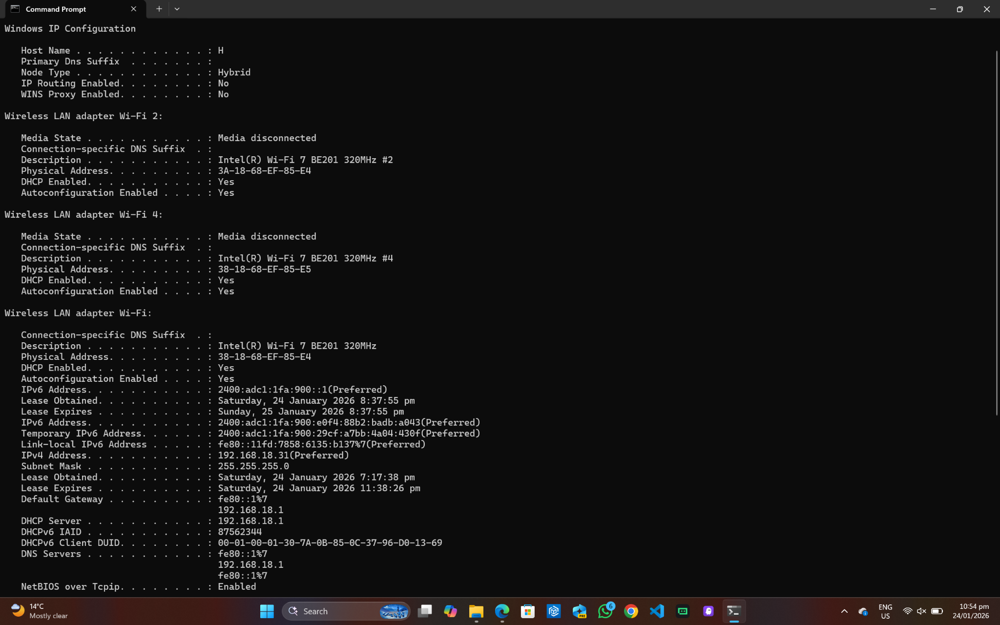 Command Prompt
Windows IP Configuration
Host Name . . . . . . . . . . . . : H
Primary Dns Suffix  . . . . . . . :
Node Type . . . . . . . . . . . . : Hybrid
IP Routing Enabled. . . . . . . . : No
WINS Proxy Enabled. . . . . . . . : No
Wireless LAN adapter Wi-Fi 2:
Media State . . . . . . . . . . . : Media disconnected
Connection-specific DNS Suffix  . :
Description . . . . . . . . . . . : Intel(R) Wi-Fi 7 BE201 320MHz #2
Physical Address. . . . . . . . . : 3A-18-68-EF-85-E4
DHCP Enabled. . . . . . . . . . . : Yes
Autoconfiguration Enabled . . . . : Yes
Wireless LAN adapter Wi-Fi 4:
Media State . . . . . . . . . . . : Media disconnected
Connection-specific DNS Suffix  . :
Description . . . . . . . . . . . : Intel(R) Wi-Fi 7 BE201 320MHz #4
Physical Address. . . . . . . . . : 38-18-68-EF-85-E5
DHCP Enabled. . . . . . . . . . . : Yes
Autoconfiguration Enabled . . . . : Yes
Wireless LAN adapter Wi-Fi:
Connection-specific DNS Suffix  . :
Description . . . . . . . . . . . : Intel(R) Wi-Fi 7 BE201 320MHz
Physical Address. . . . . . . . . : 38-18-68-EF-85-E4
DHCP Enabled. . . . . . . . . . . : Yes
Autoconfiguration Enabled . . . . : Yes
IPv6 Address. . . . . . . . . . . : 2400:adc1:1fa:900::1(Preferred)
Lease Obtained. . . . . . . . . . : Saturday, 24 January 2026 8:37:55 pm
Lease Expires . . . . . . . . . . : Sunday, 25 January 2026 8:37:55 pm
IPv6 Address. . . . . . . . . . . : 2400:adc1:1fa:900:e0f4:88b2:badb:a043(Preferred)
Temporary IPv6 Address. . . . . . : 2400:adc1:1fa:900:29cf:a7bb:4a04:430f(Preferred)
Link-local IPv6 Address . . . . . : fe80::11fd:7858:6135:b137%7(Preferred)
IPv4 Address. . . . . . . . . . . : 192.168.18.31(Preferred)
Subnet Mask . . . . . . . . . . . : 255.255.255.0
Lease Obtained. . . . . . . . . . : Saturday, 24 January 2026 7:17:38 pm
Lease Expires . . . . . . . . . . : Saturday, 24 January 2026 11:38:26 pm
Default Gateway . . . . . . . . . : fe80::1%7
192.168.18.1
DHCP Server . . . . . . . . . . . : 192.168.18.1
DHCPv6 IAID . . . . . . . . . . . : 87562344
DHCPv6 Client DUID. . . . . . . . : 00-01-00-01-30-7A-0B-85-0C-37-96-D0-13-69
DNS Servers . . . . . . . . . . . : fe80::1%7
192.168.18.1
fe80::1%7
NetBIOS over Tcpip. . . . . . . . : Enabled
14°C
Mostly clear
Search
PRE
6
ENG
US
10:54 pm
24/01/2026